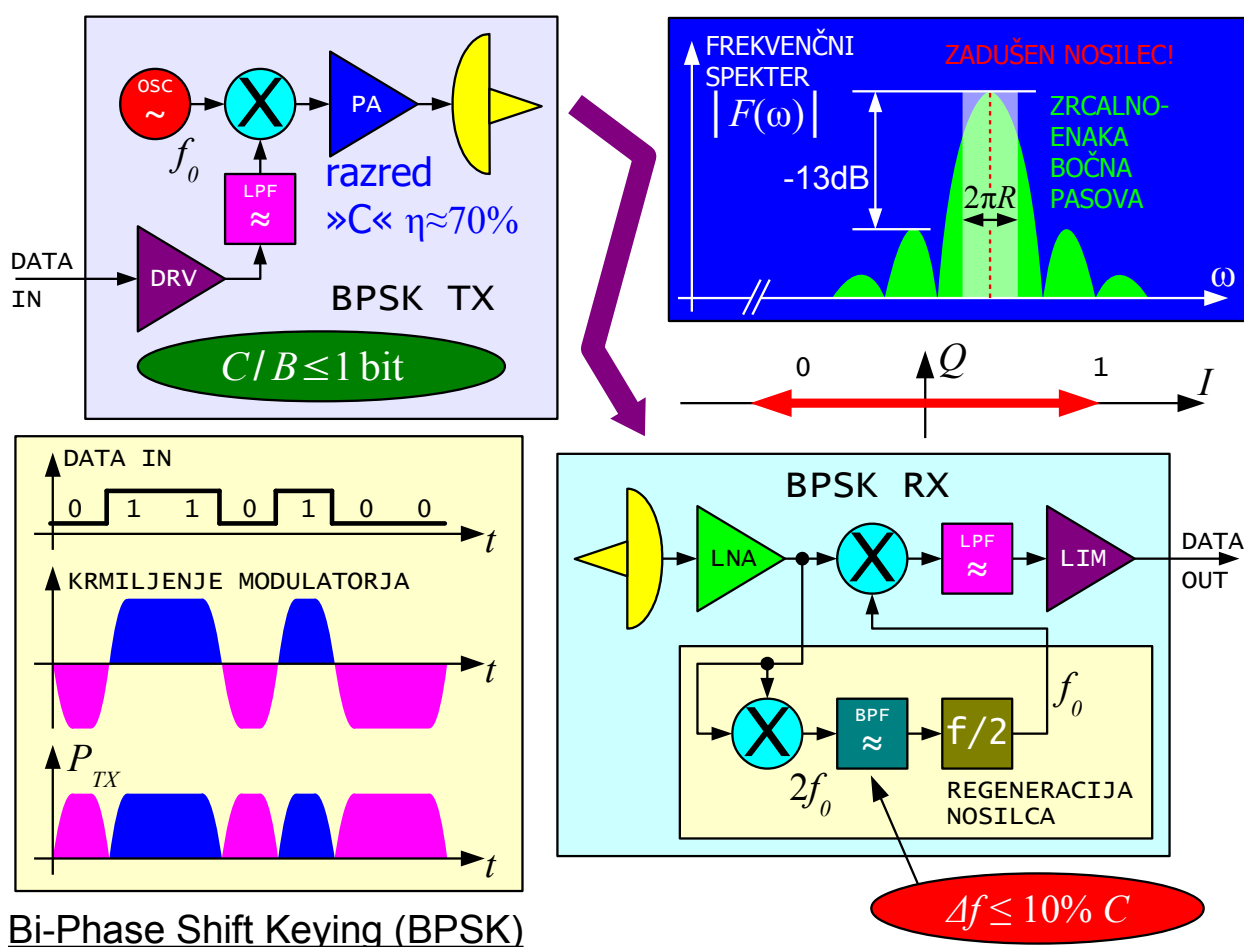 OSC
~
f0
X
PA
LPF
≈
razred
»C« η≈70%
DATA
IN
DRV
BPSK TX
C/B≤1 bit
FREKVENČNI
SPEKTER
|F(ω)|
ZADUŠEN NOSILEC!
ZRCALNO-
ENAKA
BOČNA
PASOVA
-13dB
2πR
ω
0
Q
1
I
DATA IN
0 1 1 0 1 0 0
t
KRMILJENJE MODULATORJA
t
PTX
t
BPSK RX
LNA
X
LPF
≈
LIM
DATA
OUT
X
2f0
BPF
≈
f/2
f0
REGENERACIJA
NOSILCA
Δf≤10% C
Bi-Phase Shift Keying (BPSK)